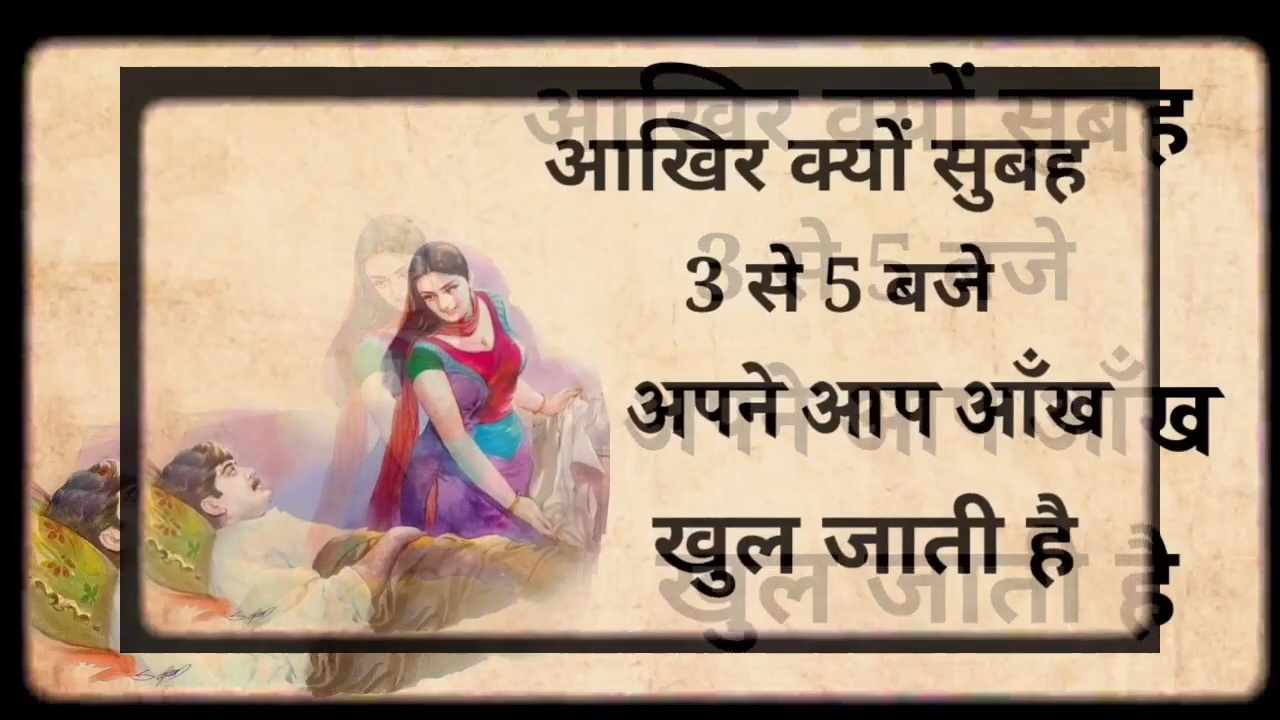 आखिर क्यों सुबह
3 से 5 बजे
अपने आप आँख
खुल जाती है